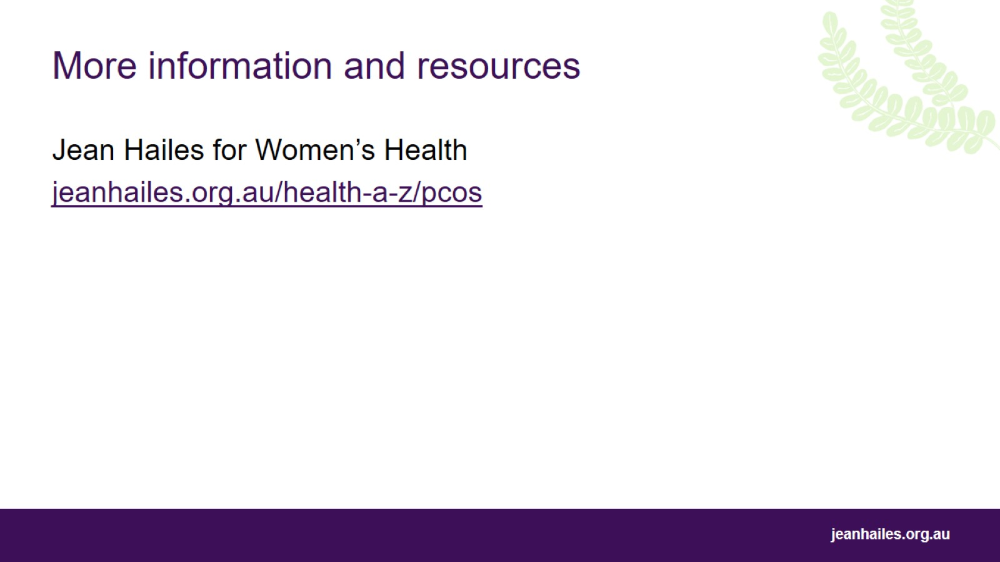 More information and resources
Jean Hailes for Women’s Health
jeanhailes.org.au/health-a-z/pcos
jeanhailes.org.au